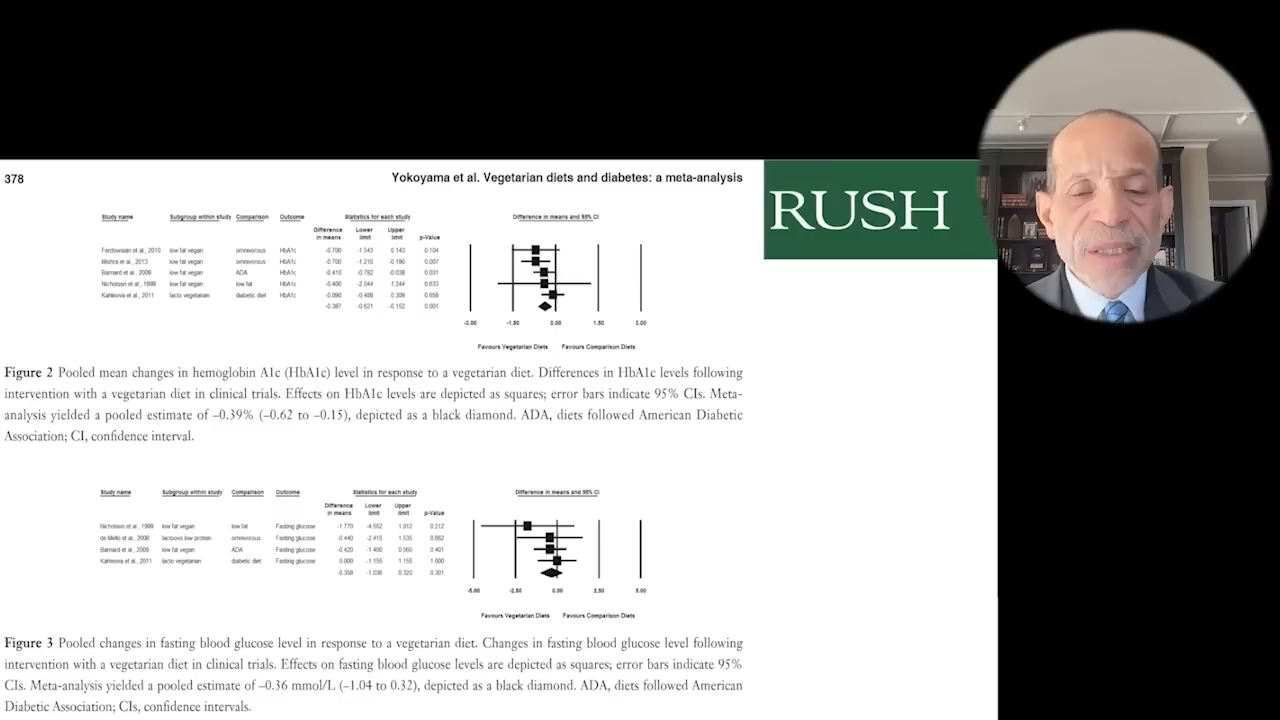 378
Yokoyama et al. Vegetarian diets and diabetes: a meta-analysis
RUSH
Study name Subgroup within study Comparison Outcome Statistics for each study Difference in means and 95% CI
Difference in means Lower limit Upper limit p-Value
Ferdowsian et al., 2010 low fat vegan omnivorous HbA1c -0.700 -1.543 0.143 0.104
Mishra et al., 2013 low fat vegan omnivorous HbA1c -0.700 -1.210 -0.190 0.007
Barnard et al., 2009 low fat vegan ADA HbA1c -0.410 -0.782 -0.038 0.031
Nicholson et al., 1999 low fat vegan low fat HbA1c -0.400 -2.044 1.244 0.633
Kahleova et al., 2011 lacto vegetarian diabetic diet HbA1c -0.090 -0.489 0.309 0.658
-0.387 -0.621 -0.152 0.001
-3.00 -1.50 0.00 1.50 3.00
Favours Vegetarian Diets Favours Comparison Diets
Figure 2 Pooled mean changes in hemoglobin A1c (HbA1c) level in response to a vegetarian diet. Differences in HbA1c levels following
intervention with a vegetarian diet in clinical trials. Effects on HbA1c levels are depicted as squares; error bars indicate 95% CIs. Meta-
analysis yielded a pooled estimate of –0.39% (–0.62 to –0.15), depicted as a black diamond. ADA, diets followed American Diabetic
Association; CI, confidence interval.
Study name Subgroup within study Comparison Outcome Statistics for each study Difference in means and 95% CI
Difference in means Lower limit Upper limit p-Value
Nicholson et al., 1999 low fat vegan low fat Fasting glucose -1.770 -4.552 1.012 0.212
de Mello et al., 2006 lactoovo low protein omnivorous Fasting glucose -0.440 -2.415 1.535 0.662
Barnard et al., 2009 low fat vegan ADA Fasting glucose -0.420 -1.400 0.560 0.401
Kahleova et al., 2011 lacto vegetarian diabetic diet Fasting glucose 0.000 -1.155 1.155 1.000
-0.358 -1.036 0.320 0.301
-5.00 -2.50 0.00 2.50 5.00
Favours Vegetarian Diets Favours Comparison Diets
Figure 3 Pooled changes in fasting blood glucose level in response to a vegetarian diet. Changes in fasting blood glucose level following
intervention with a vegetarian diet in clinical trials. Effects on fasting blood glucose levels are depicted as squares; error bars indicate 95%
CIs. Meta-analysis yielded a pooled estimate of –0.36 mmol/L (–1.04 to 0.32), depicted as a black diamond. ADA, diets followed American
Diabetic Association; CIs, confidence intervals.